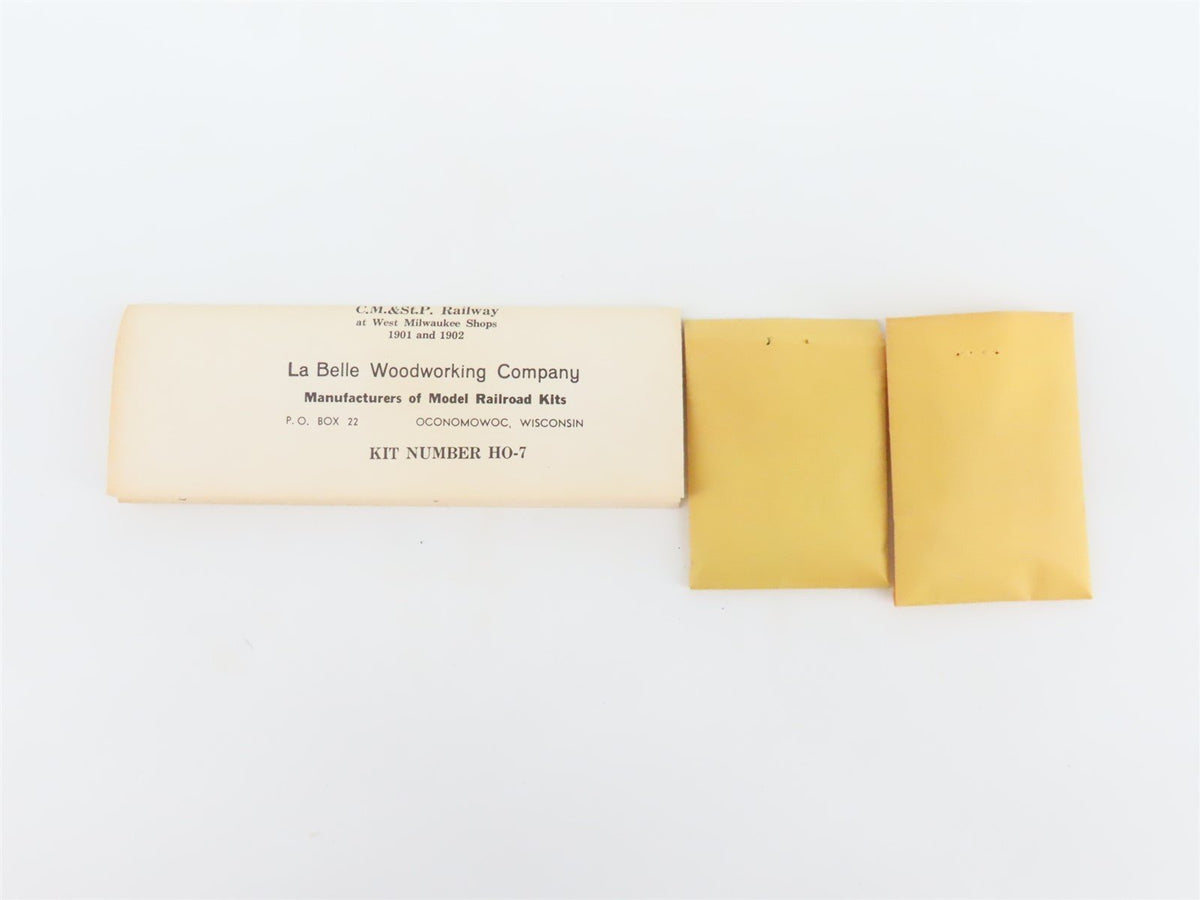 C.M.&St.P. Railway
at West Milwaukee Shops
1901 and 1902
La Belle Woodworking Company
Manufacturers of Model Railroad Kits
P. O. BOX 22 OCONOMOWOC, WISCONSIN
KIT NUMBER HO-7